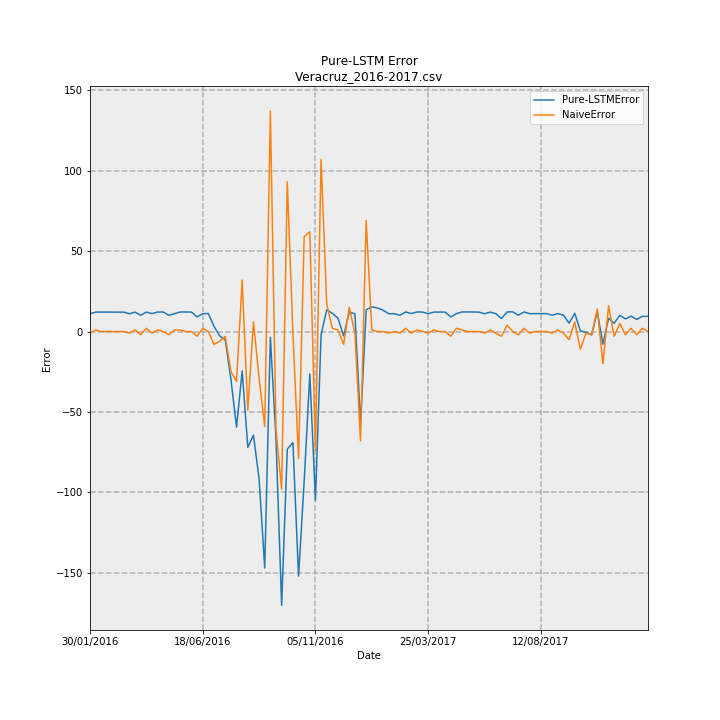 Pure-LSTM Error
Veracruz_2016-2017.csv
Pure-LSTMError
NaiveError
150
100
50
0
−50
−100
−150
Error
30/01/2016
18/06/2016
05/11/2016
25/03/2017
12/08/2017
Date